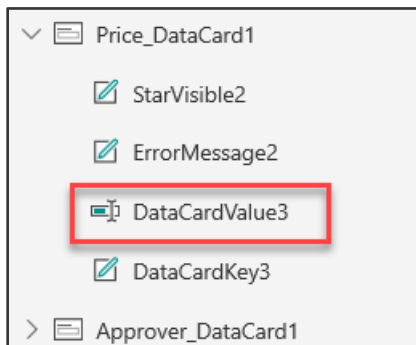 Price_DataCard1
StarVisible2
ErrorMessage2
DataCardValue3
DataCardKey3
Approver_DataCard1